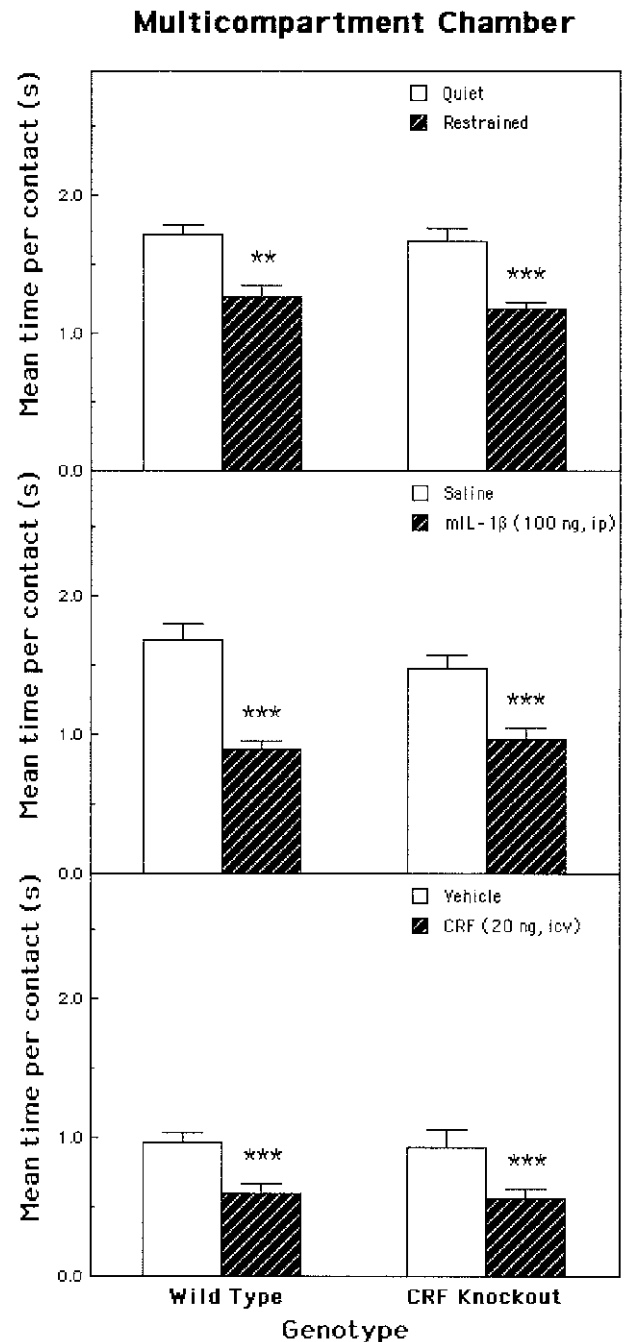 Multicompartment Chamber
Mean time per contact (s)
Quiet
Restrained
2.0
**
***
1.0
0.0
Mean time per contact (s)
Saline
mIL-1β (100 ng, ip)
2.0
***
***
1.0
0.0
Mean time per contact (s)
Vehicle
CRF (20 ng, icv)
2.0
1.0
***
***
0.0
Wild Type CRF Knockout
Genotype